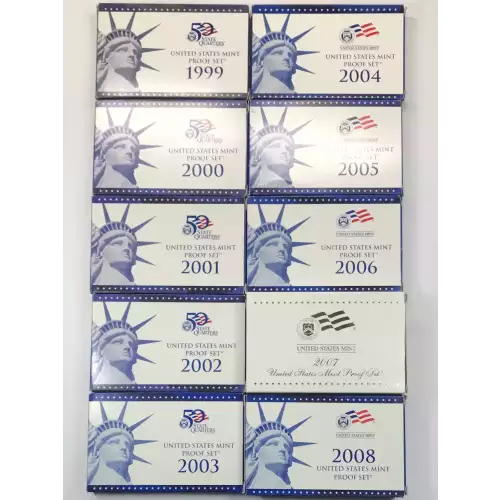 50
STATE
QUARTERS
UNITED STATES MINT
PROOF SET
1999
50
STATE
QUARTERS
UNITED STATES MINT
PROOF SET
2000
50
STATE
QUARTERS
UNITED STATES MINT
PROOF SET
2001
50
STATE
QUARTERS
UNITED STATES MINT
PROOF SET
2002
50
STATE
QUARTERS
UNITED STATES MINT
PROOF SET
2003
UNITED STATES MINT
UNITED STATES MINT
PROOF SET
2004
UNITED STATES MINT
PROOF SET
2005
UNITED STATES MINT
UNITED STATES MINT
PROOF SET
2006
UNITED STATES MINT
2007
United States Mint Proof Set
UNITED STATES MINT
2008
UNITED STATES MINT
PROOF SET